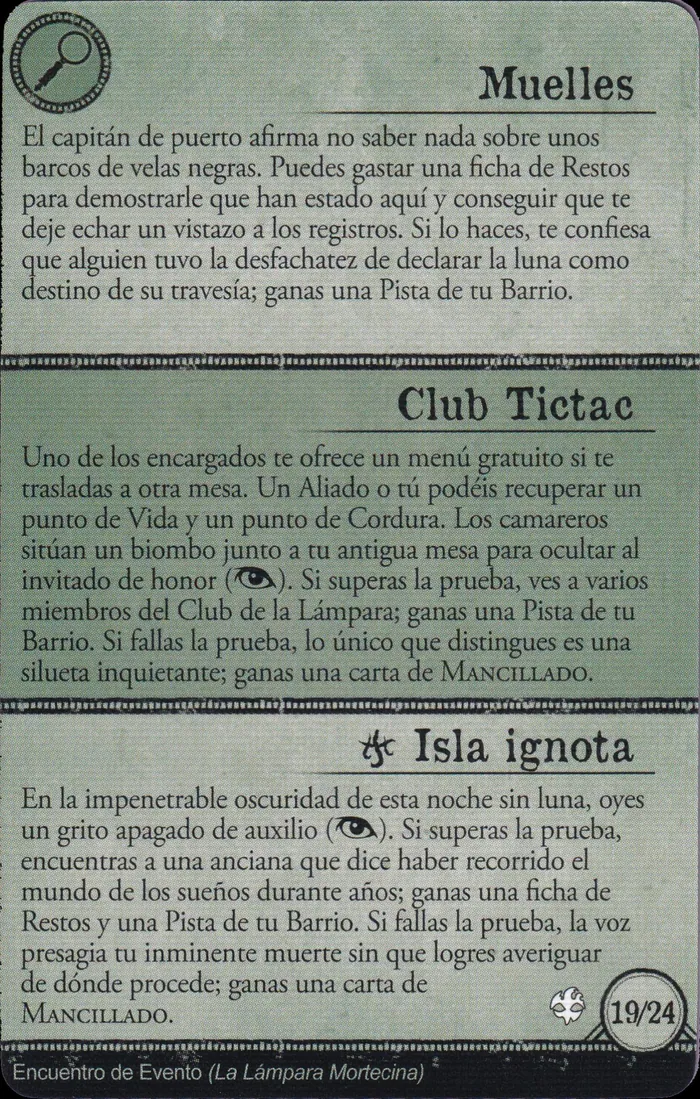 Muelles
El capitán de puerto afirma no saber nada sobre unos
barcos de velas negras. Puedes gastar una ficha de Restos
para demostrarle que han estado aquí y conseguir que te
deje echar un vistazo a los registros. Si lo haces, te confiesa
que alguien tuvo la desfachatez de declarar la luna como
destino de su travesía; ganas una Pista de tu Barrio.
Club Tictac
Uno de los encargados te ofrece un menú gratuito si te
trasladas a otra mesa. Un Aliado o tú podéis recuperar un
punto de Vida y un punto de Cordura. Los camareros
sitúan un biombo junto a tu antigua mesa para ocultar al
invitado de honor (). Si superas la prueba, ves a varios
miembros del Club de la Lámpara; ganas una Pista de tu
Barrio. Si fallas la prueba, lo único que distingues es una
silueta inquietante; ganas una carta de MANCILLADO.
Isla ignota
En la impenetrable oscuridad de esta noche sin luna, oyes
un grito apagado de auxilio (). Si superas la prueba,
encuentras a una anciana que dice haber recorrido el
mundo de los sueños durante años; ganas una ficha de
Restos y una Pista de tu Barrio. Si fallas la prueba, la voz
presagia tu inminente muerte sin que logres averiguar
de dónde procede; ganas una carta de
MANCILLADO.
19/24
Encuentro de Evento (La Lámpara Mortecina)